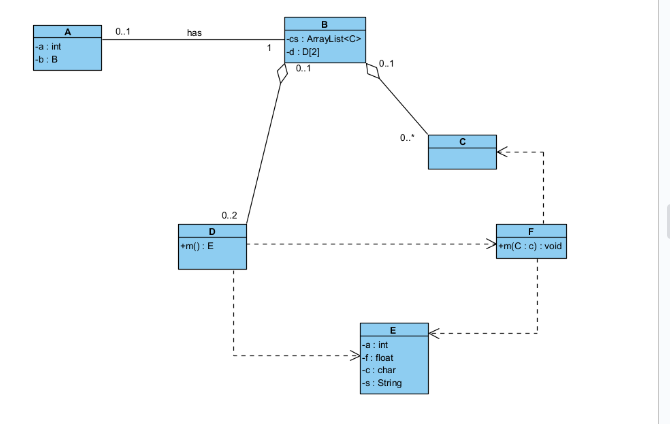 A
-a : int
-b : B
0..1
has
1
B
-cs : ArrayList<C>
-d : D[2]
0..1
0..1
0..*
C
0..2
D
+m() : E
F
+m(C : c) : void
E
-a : int
-f : float
-c : char
-s : String